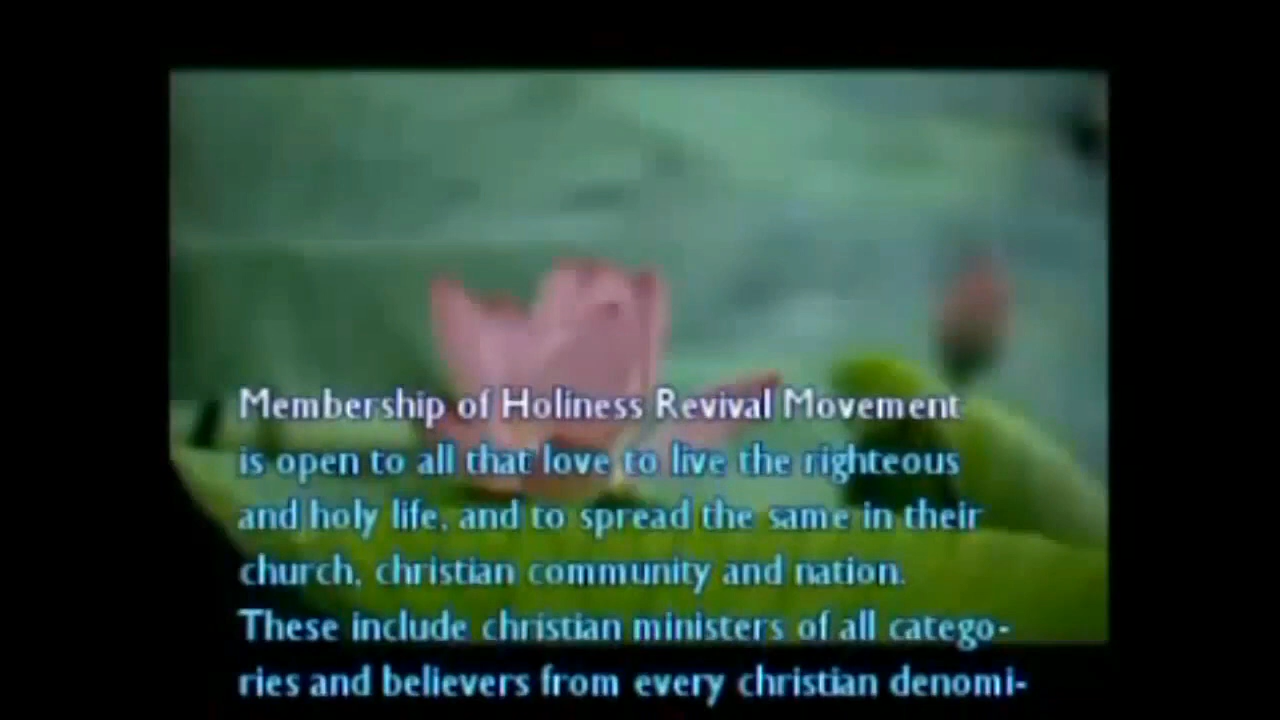 Membership of Holiness Revival Movement
is open to all that love to live the righteous
and holy life, and to spread the same in their
church, christian community and nation.
These include christian ministers of all catego-
ries and believers from every christian denomi-